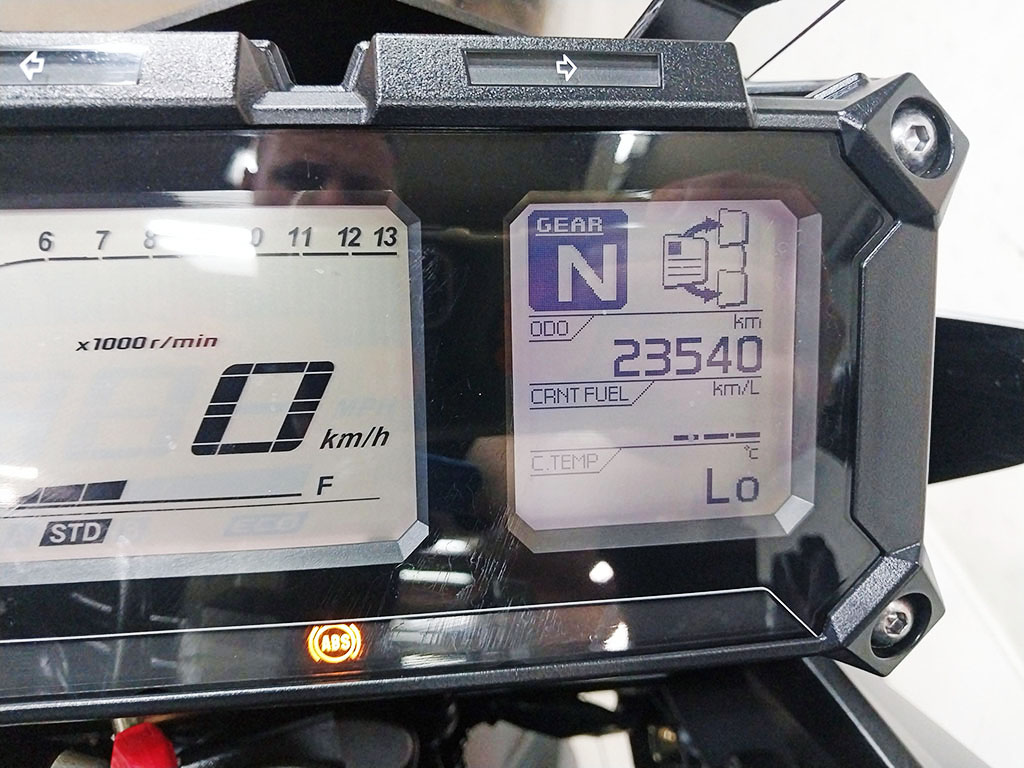 6 7 8 0 11 12 13
x1000 r/min
0 km/h
F
STD
GEAR
N
ODO km
23540
CRNT FUEL km/L
--.-
C.TEMP °C
Lo
ABS